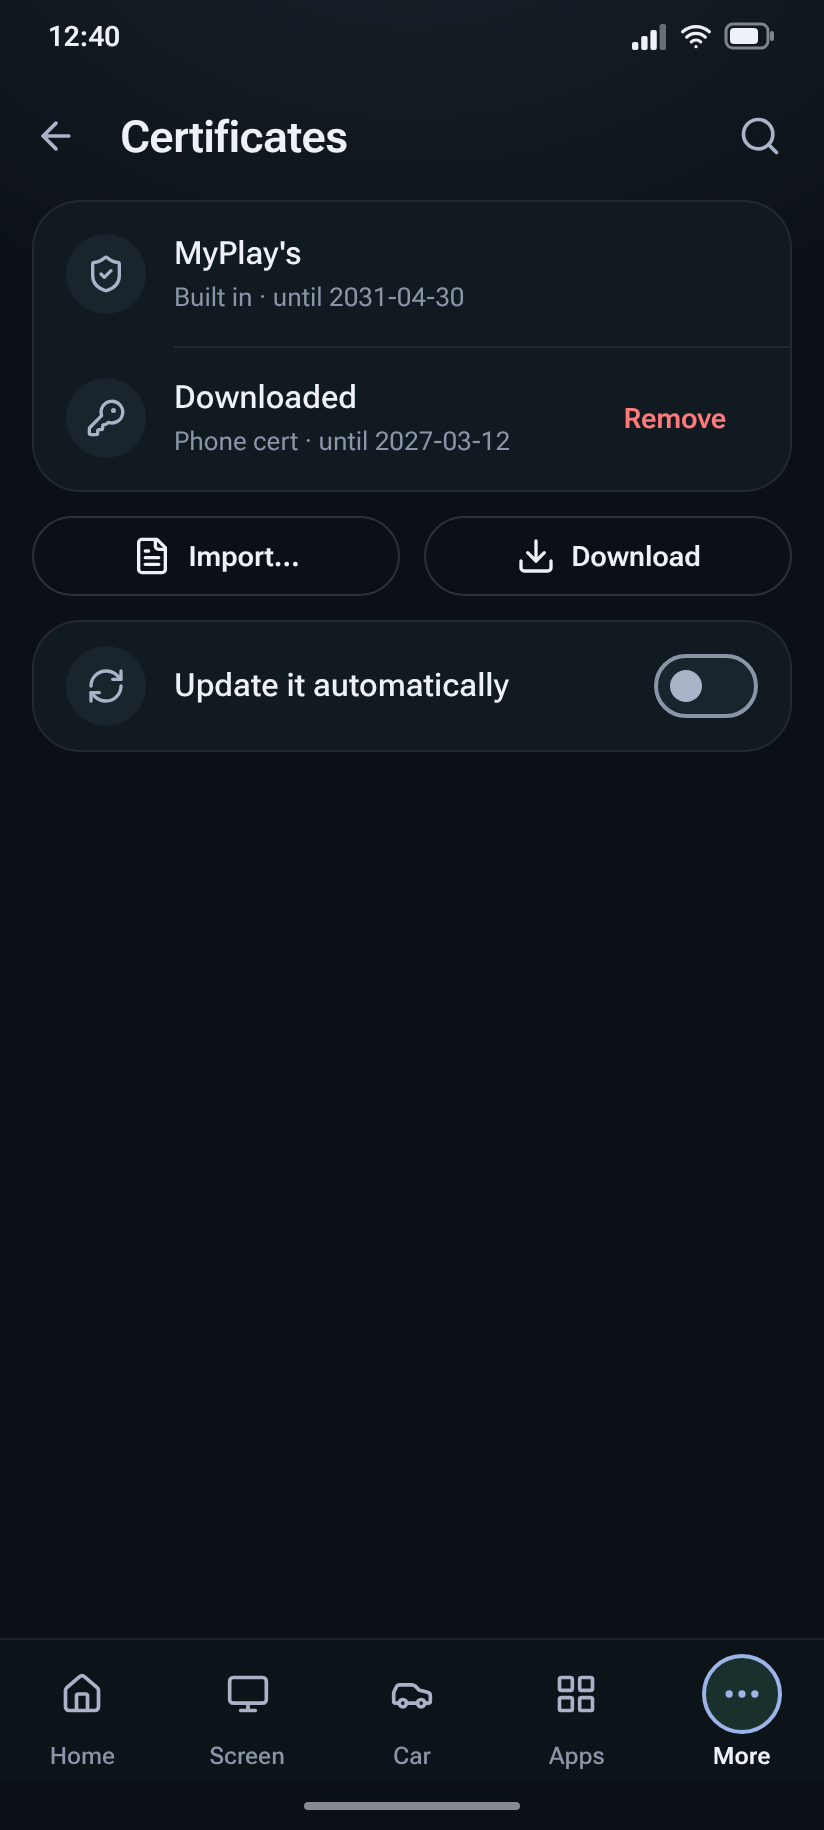 12:40
Certificates
MyPlay's
Built in · until 2031-04-30
Downloaded
Phone cert · until 2027-03-12
Remove
Import...
Download
Update it automatically
Home
Screen
Car
Apps
More